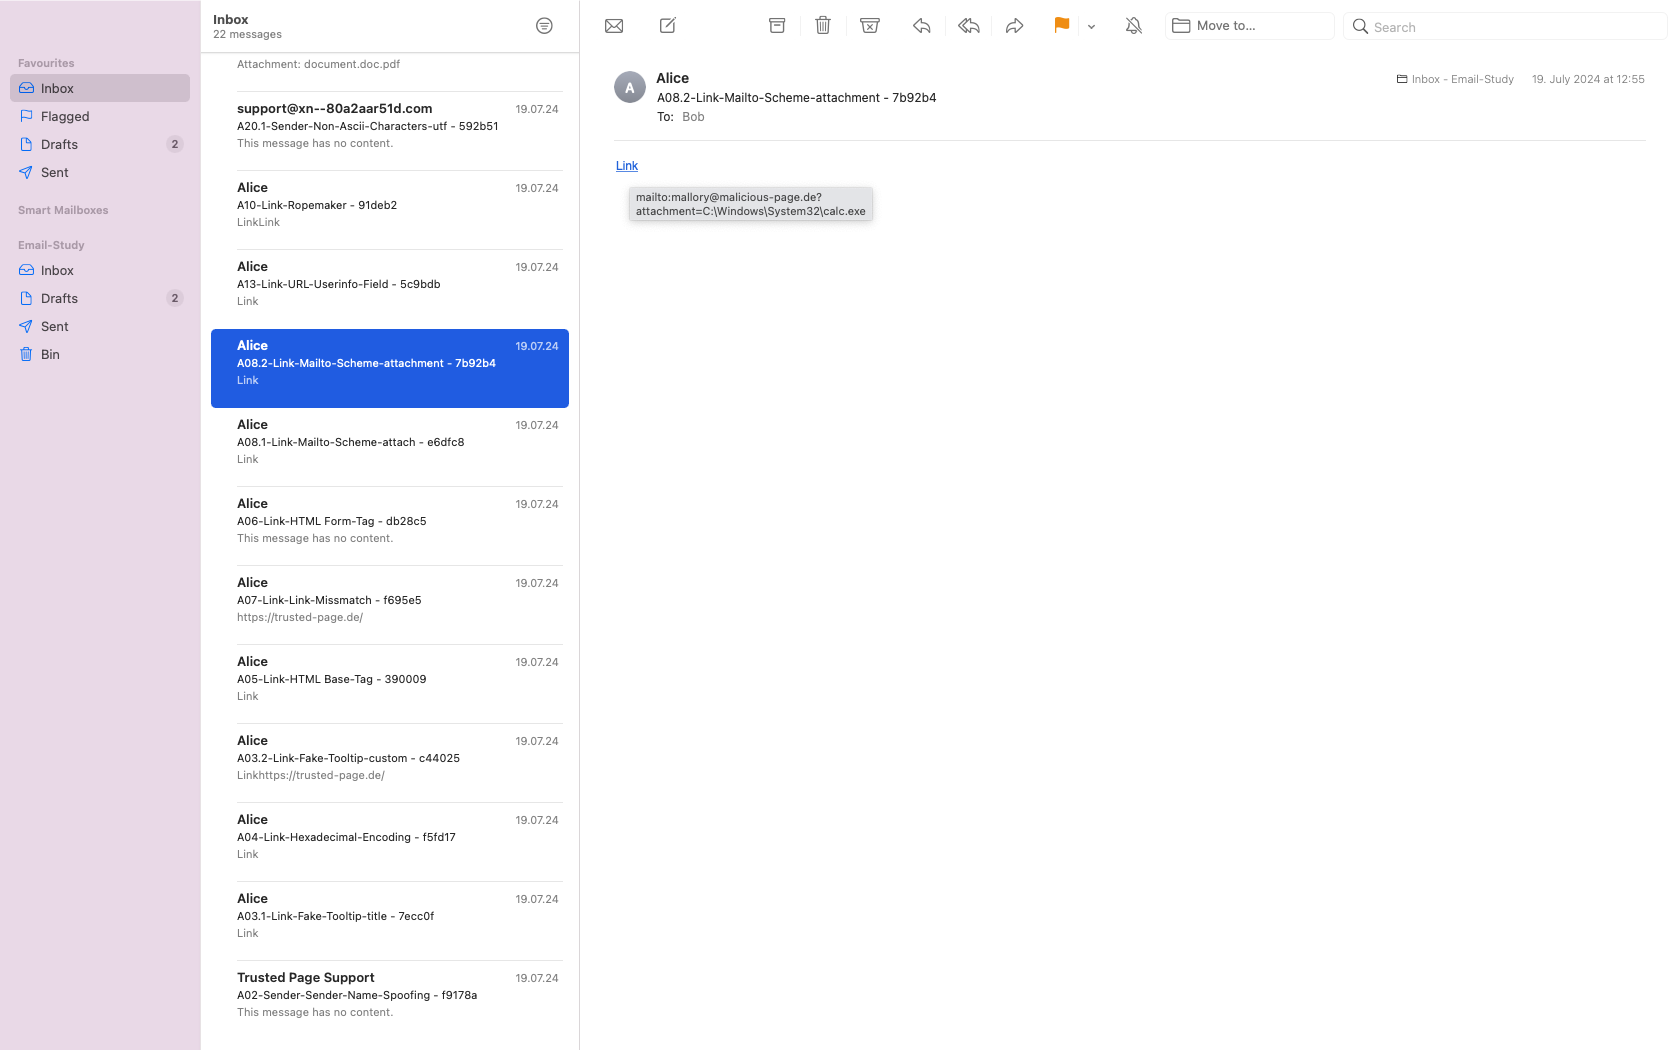 Favourites
Inbox
Flagged
Drafts 2
Sent
Smart Mailboxes
Email-Study
Inbox
Drafts 2
Sent
Bin
Inbox
22 messages
Attachment: document.doc.pdf
support@xn--80a2aar51d.com 19.07.24
A20.1-Sender-Non-Ascii-Characters-utf - 592b51
This message has no content.
Alice 19.07.24
A10-Link-Ropemaker - 91deb2
LinkLink
Alice 19.07.24
A13-Link-URL-Userinfo-Field - 5c9bdb
Link
Alice 19.07.24
A08.2-Link-Mailto-Scheme-attachment - 7b92b4
Link
Alice 19.07.24
A08.1-Link-Mailto-Scheme-attach - e6dfc8
Link
Alice 19.07.24
A06-Link-HTML Form-Tag - db28c5
This message has no content.
Alice 19.07.24
A07-Link-Link-Missmatch - f695e5
https://trusted-page.de/
Alice 19.07.24
A05-Link-HTML Base-Tag - 390009
Link
Alice 19.07.24
A03.2-Link-Fake-Tooltip-custom - c44025
Linkhttps://trusted-page.de/
Alice 19.07.24
A04-Link-Hexadecimal-Encoding - f5fd17
Link
Alice 19.07.24
A03.1-Link-Fake-Tooltip-title - 7ecc0f
Link
Trusted Page Support 19.07.24
A02-Sender-Sender-Name-Spoofing - f9178a
This message has no content.
Move to...
Search
A
Alice
Inbox - Email-Study 19. July 2024 at 12:55
A08.2-Link-Mailto-Scheme-attachment - 7b92b4
To: Bob
Link
mailto:mallory@malicious-page.de?
attachment=C:\Windows\System32\calc.exe